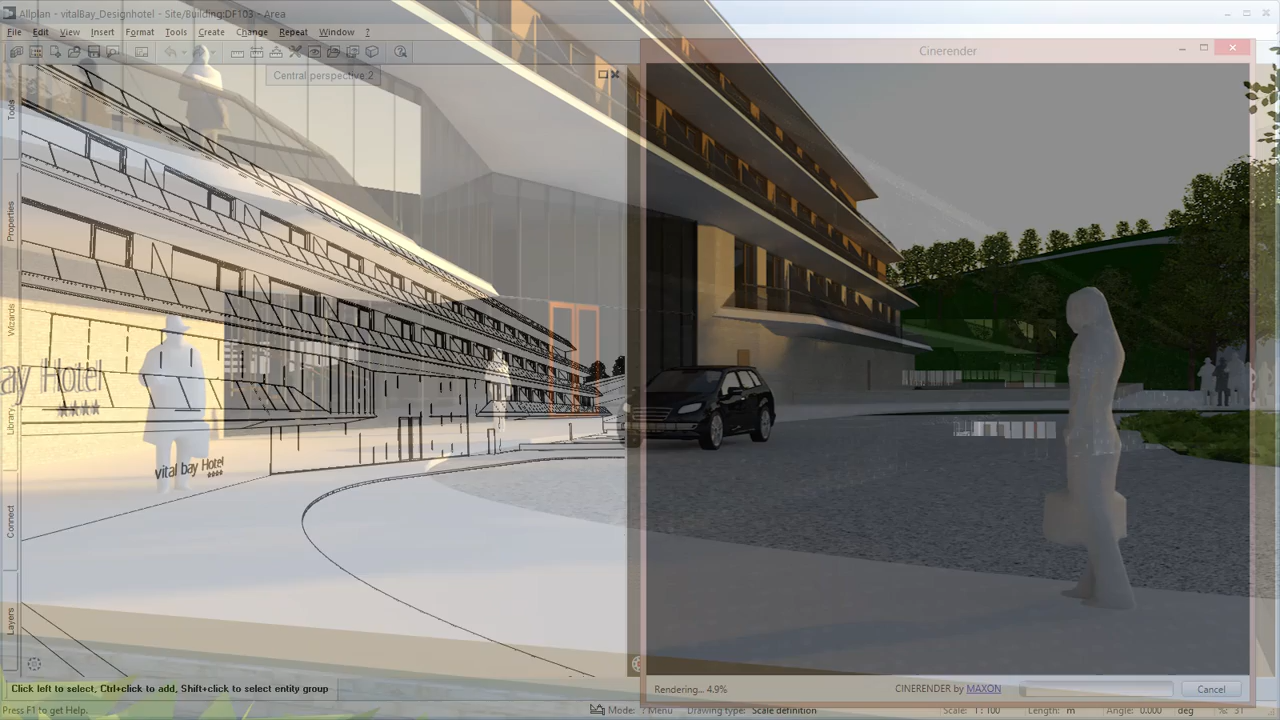 Allplan - vitalBay_Designhotel - Site/Building:DF103 - Area
File Edit View Insert Format Tools Create Change Repeat Window ?
Cinerender
Central perspective 2
Tools
Properties
Wizards
Library
Connect
Layers
ay Hotel
****
vital bay Hotel
****
Click left to select, Ctrl+click to add, Shift+click to select entity group
Rendering... 4.9%
CINERENDER by MAXON
Cancel
Press F1 to get Help.
Mode: ? Menu Drawing type: Scale definition Scale: 1 : 100 Length: m Angle: 0.000 deg %: 31